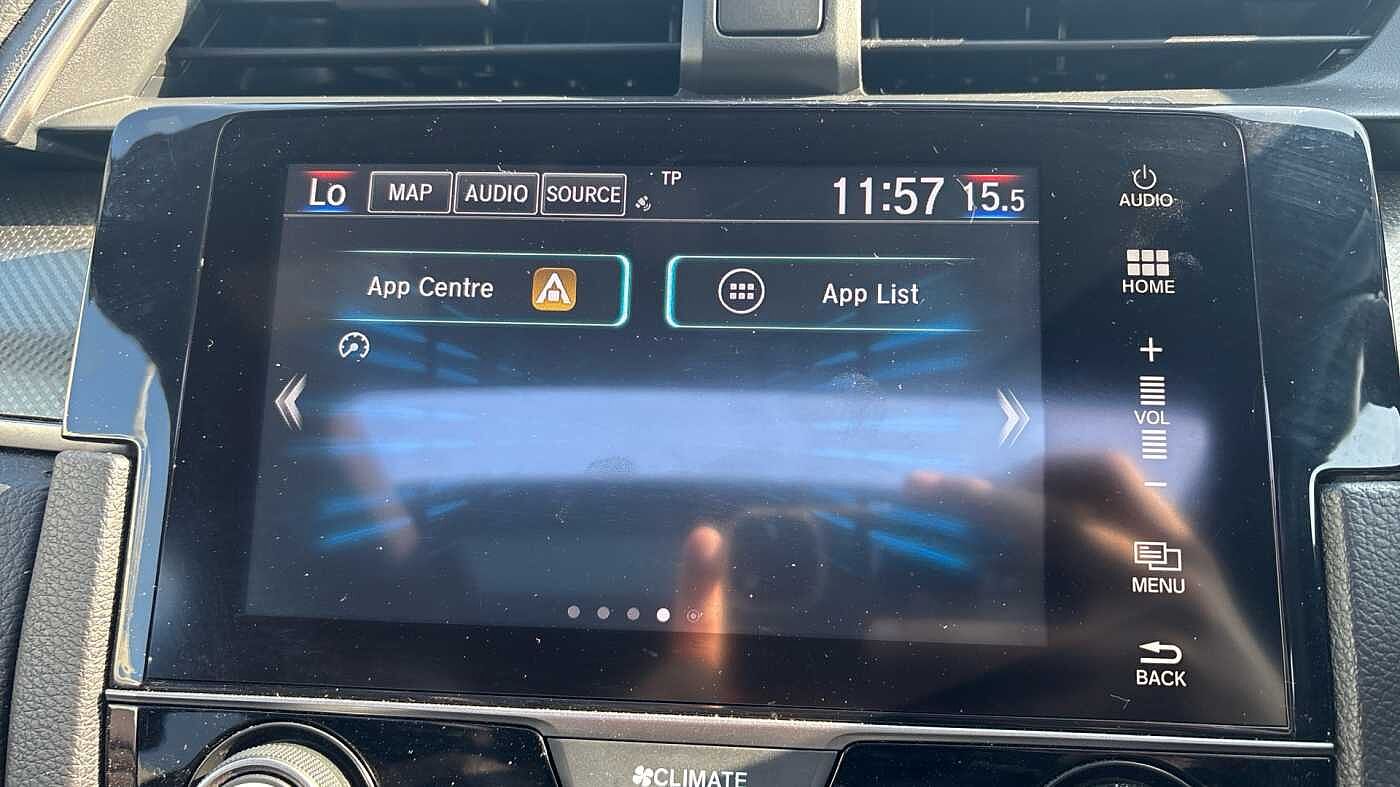 Lo MAP AUDIO SOURCE TP 11:57 15.5
App Centre App List
AUDIO
HOME
+
VOL
−
MENU
BACK
CLIMATE